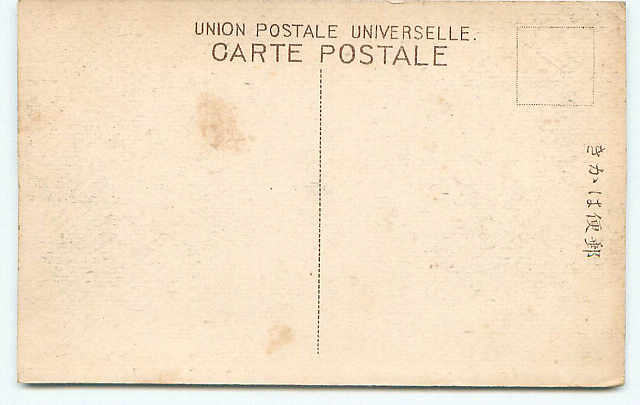 UNION POSTALE UNIVERSELLE.
CARTE POSTALE
きかは便郵